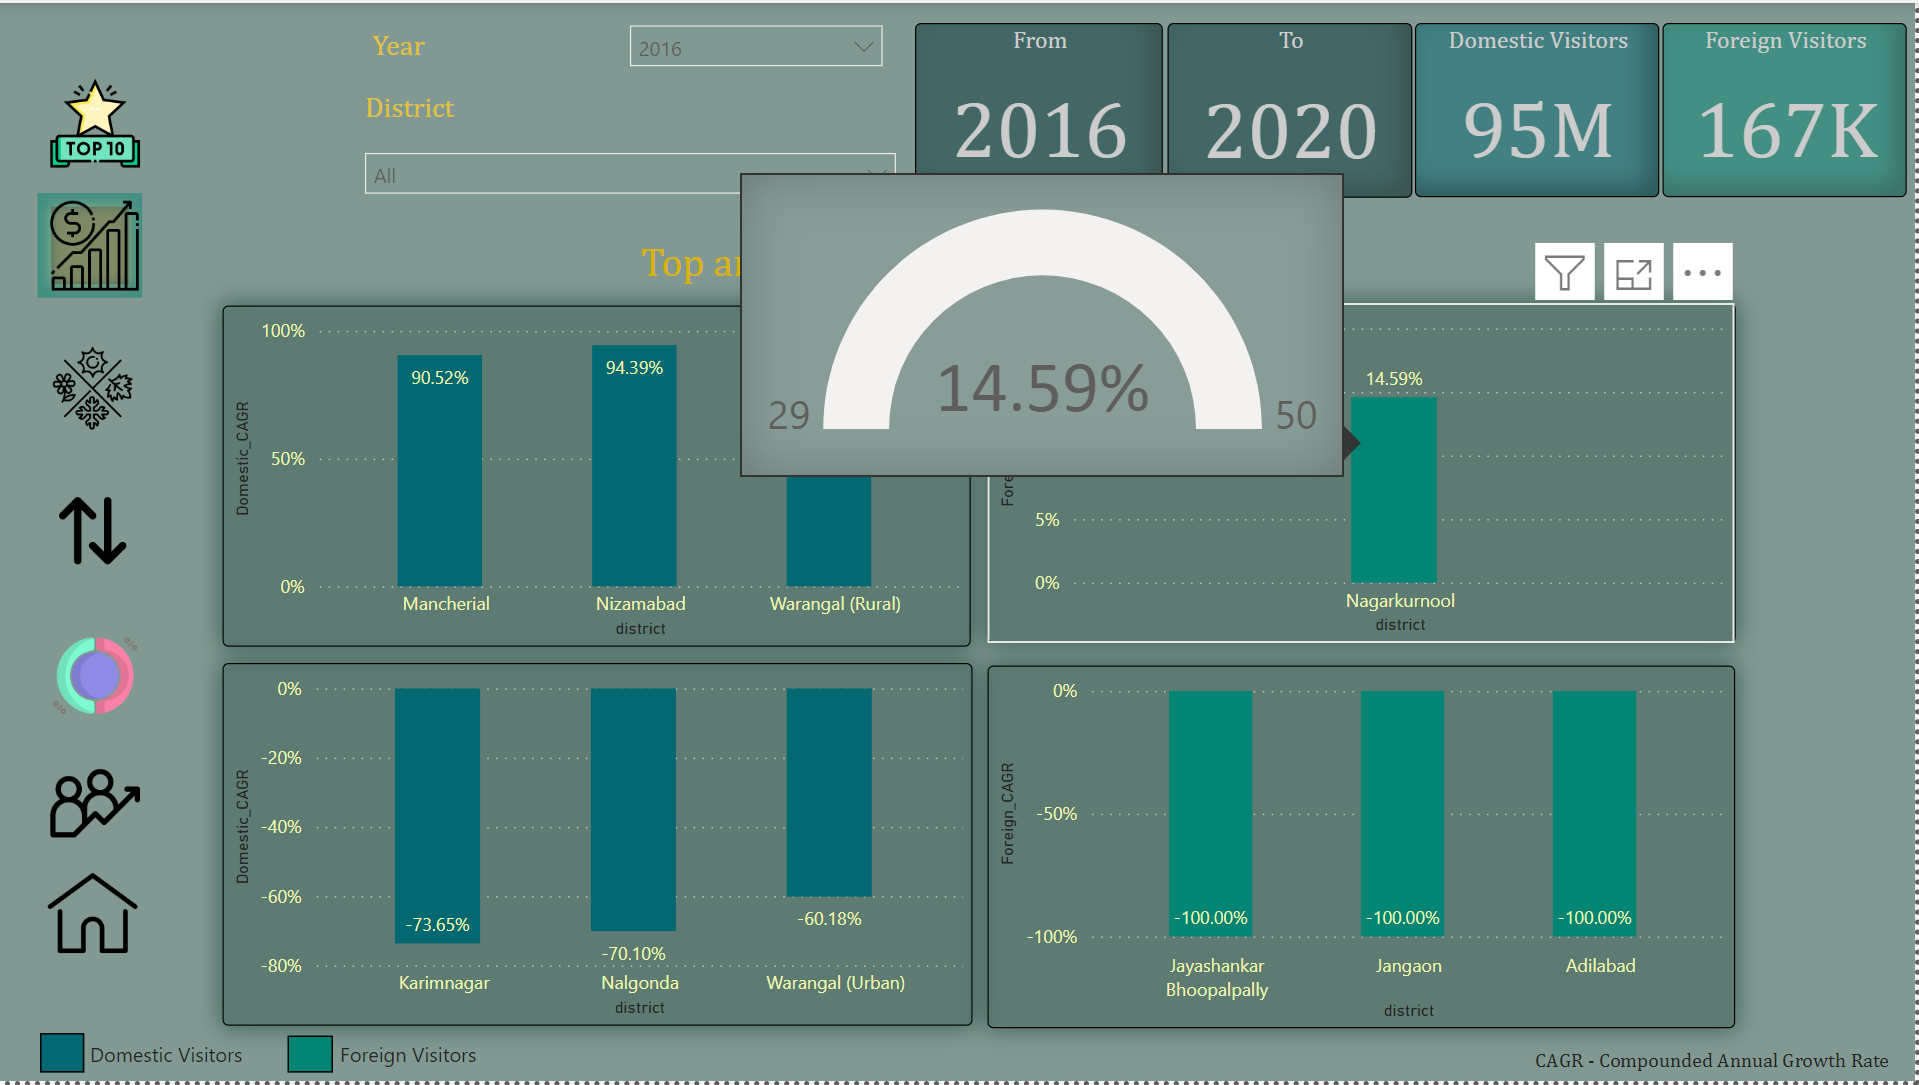 Year
2016
District
All
From
2016
To
2020
Domestic Visitors
95M
Foreign Visitors
167K
TOP 10
$
Top
14.59%
29
50
Domestic_CAGR
100%
50%
0%
90.52%
94.39%
Mancherial
Nizamabad
Warangal (Rural)
district
5%
0%
14.59%
Nagarkurnool
district
Domestic_CAGR
0%
-20%
-40%
-60%
-80%
-73.65%
-70.10%
-60.18%
Karimnagar
Nalgonda
Warangal (Urban)
district
Foreign_CAGR
0%
-50%
-100%
-100.00%
-100.00%
-100.00%
Jayashankar
Bhoopalpally
Jangaon
Adilabad
district
Domestic Visitors
Foreign Visitors
CAGR - Compounded Annual Growth Rate